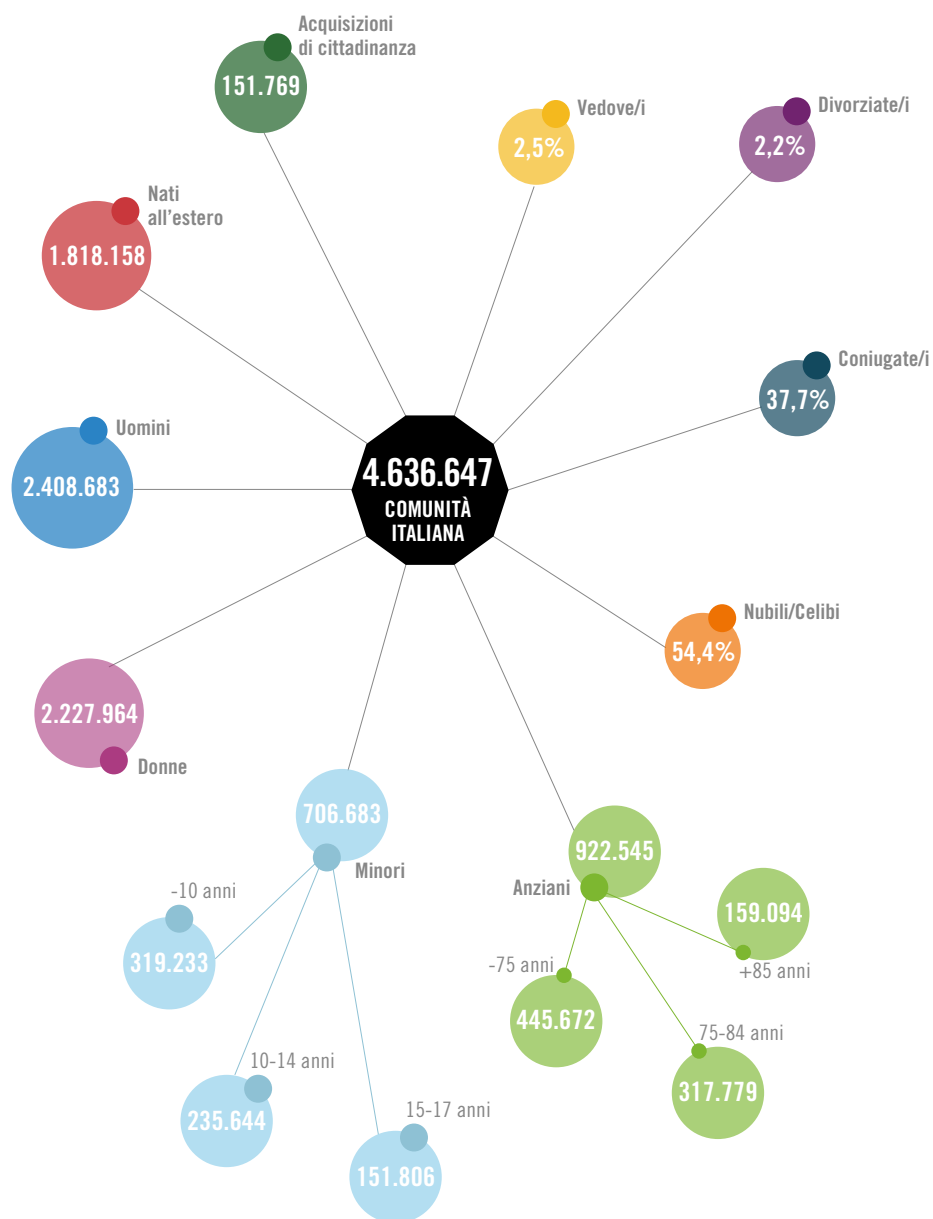 Acquisizioni
di cittadinanza
151.769
Vedove/i
2,5%
Divorziate/i
2,2%
Nati
all'estero
1.818.158
Coniugate/i
37,7%
Uomini
2.408.683
4.636.647
COMUNITÀ
ITALIANA
Nubili/Celibi
54,4%
2.227.964
Donne
706.683
Minori
922.545
Anziani
-10 anni
319.233
159.094
+85 anni
-75 anni
445.672
75-84 anni
317.779
10-14 anni
235.644
15-17 anni
151.806